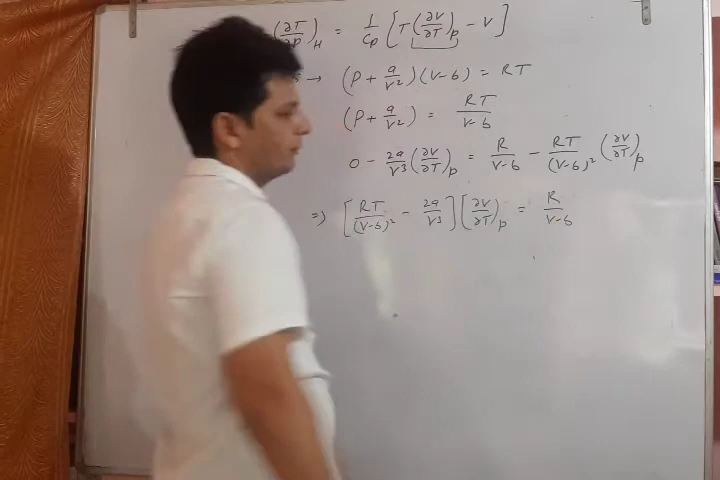 (∂T/∂p)_H = 1/Cp [T(∂V/∂T)_p - V]
→ (P + a/V²)(V-b) = RT
(P + a/V²) = RT/V-b
0 - 2a/V³ (∂V/∂T)_p = R/V-b - RT/(V-b)² (∂V/∂T)_p
⇒ [RT/(V-b)² - 2a/V³][∂V/∂T]_p = R/V-b